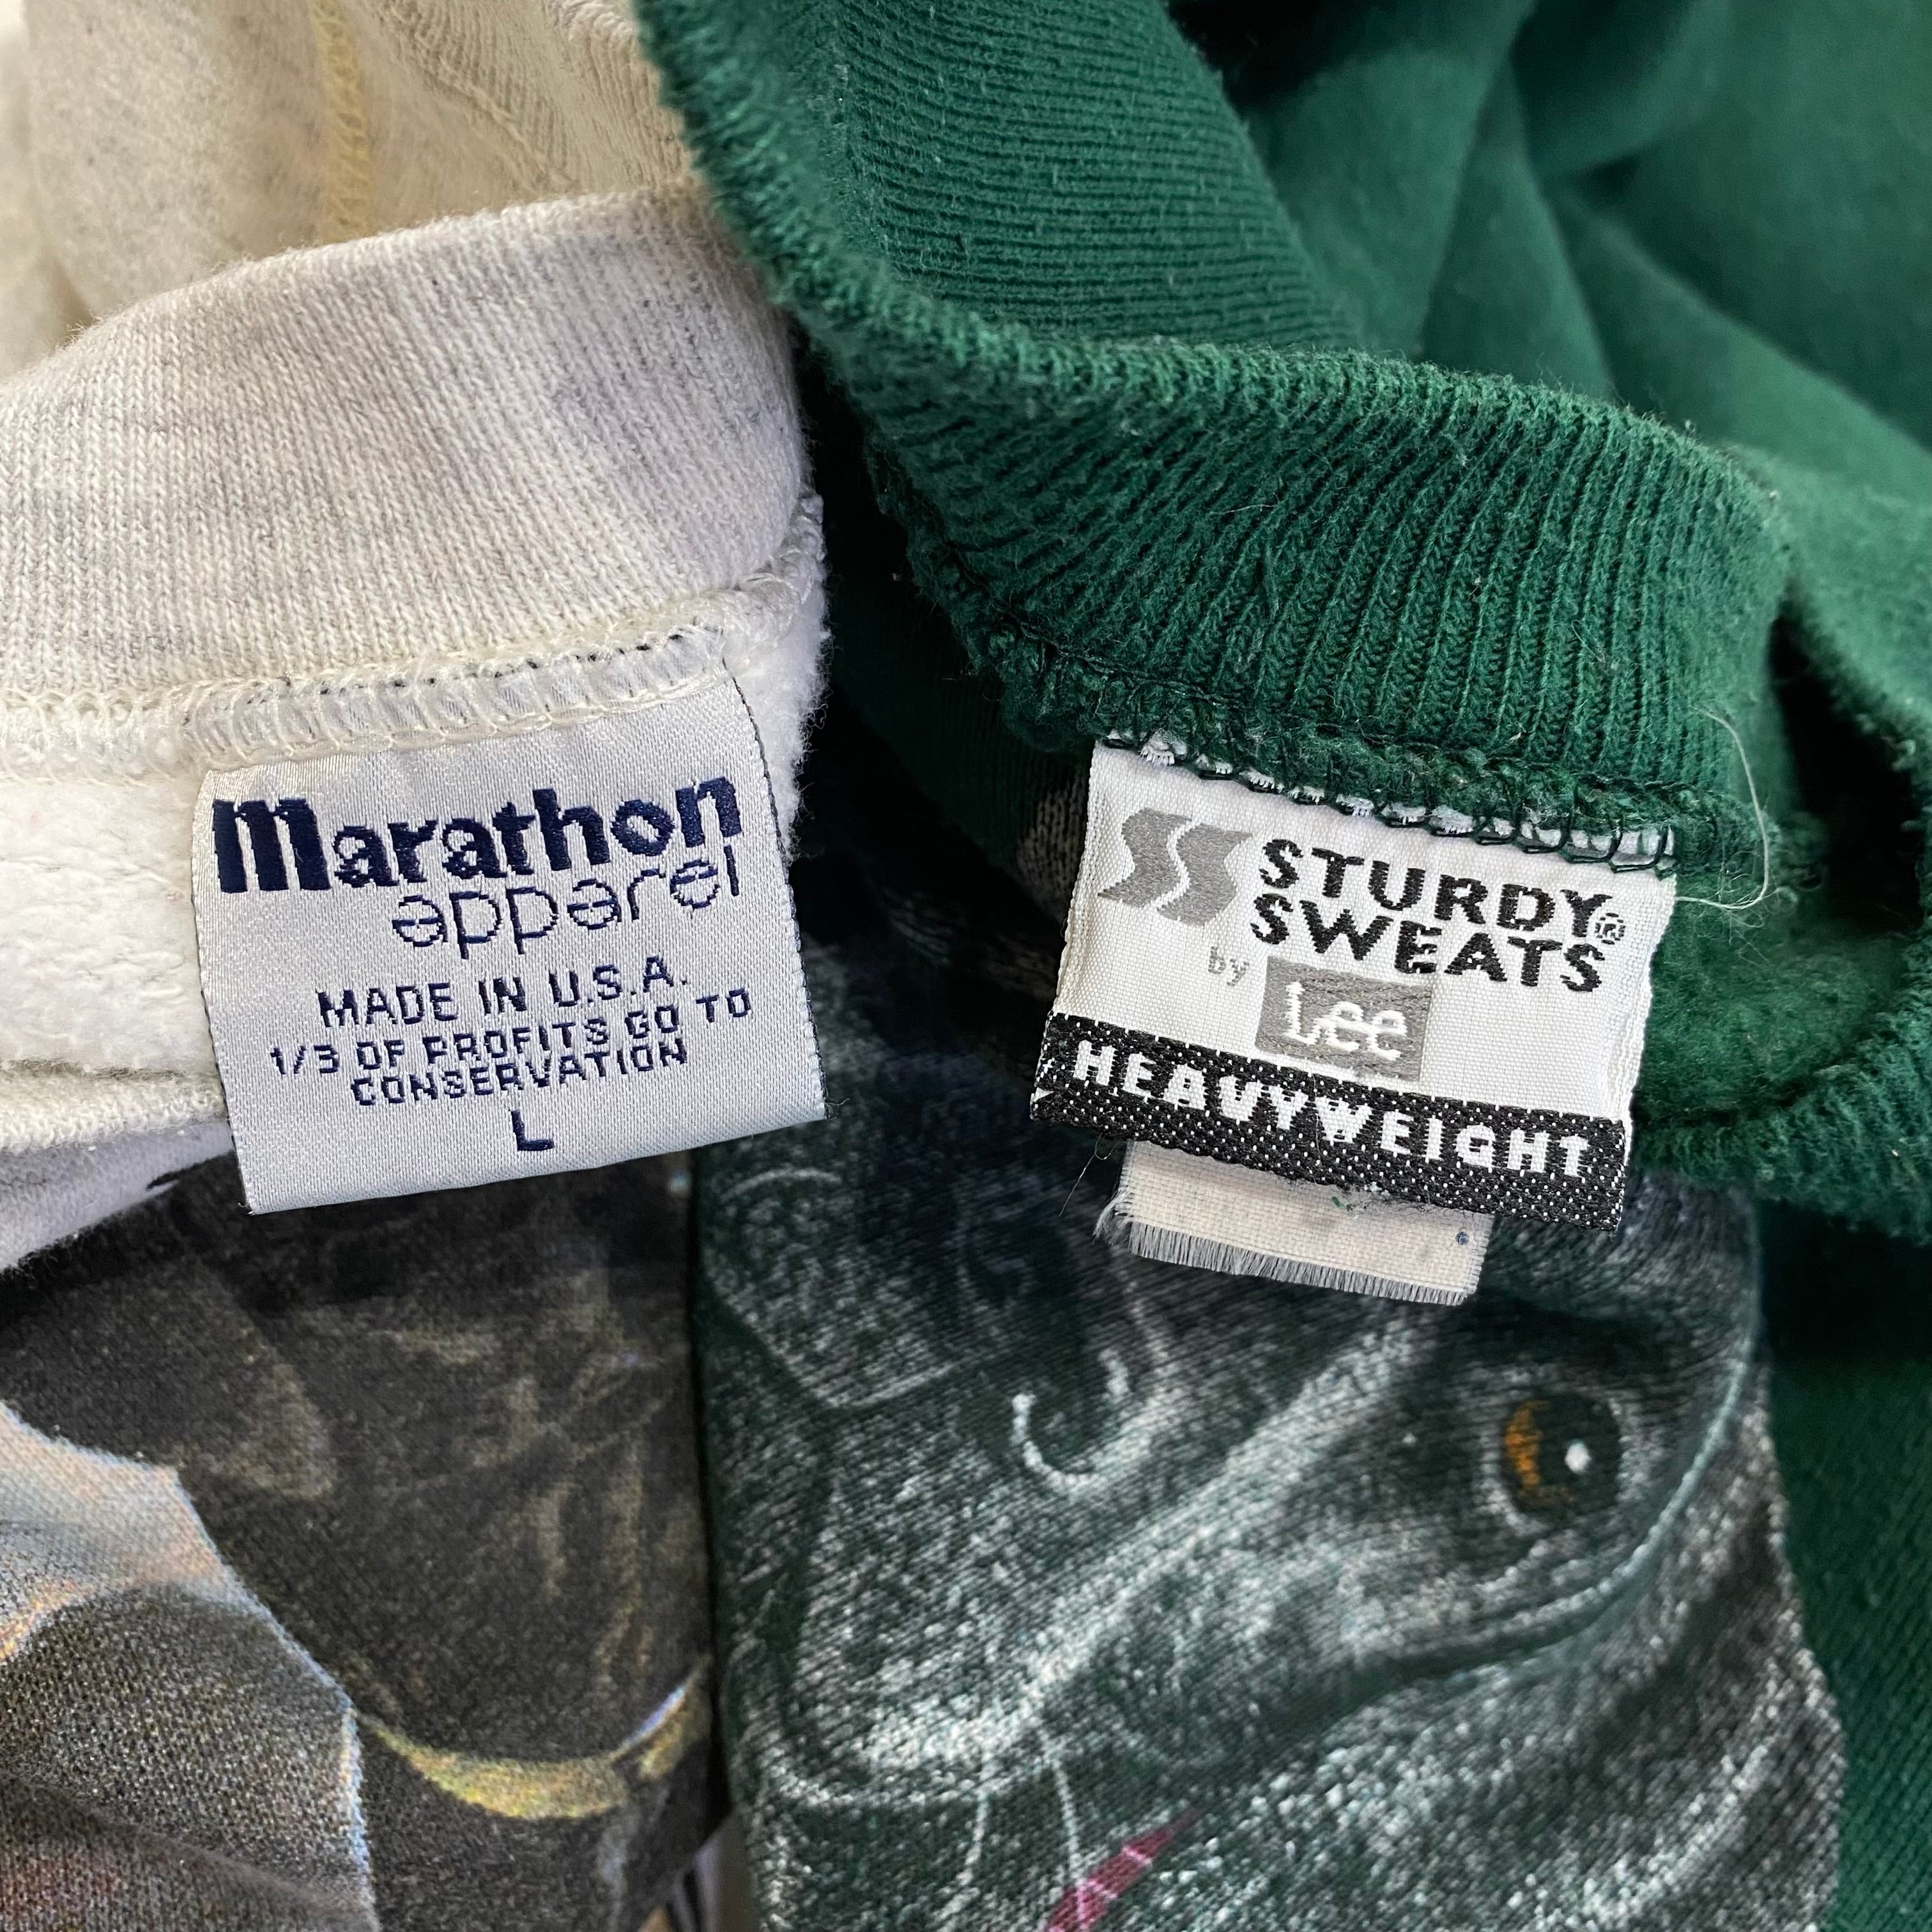 Marathon
apparel
MADE IN U.S.A.
1/3 OF PROFITS GO TO
CONSERVATION
L
SS STURDY
SWEATS®
by Lee
HEAVYWEIGHT